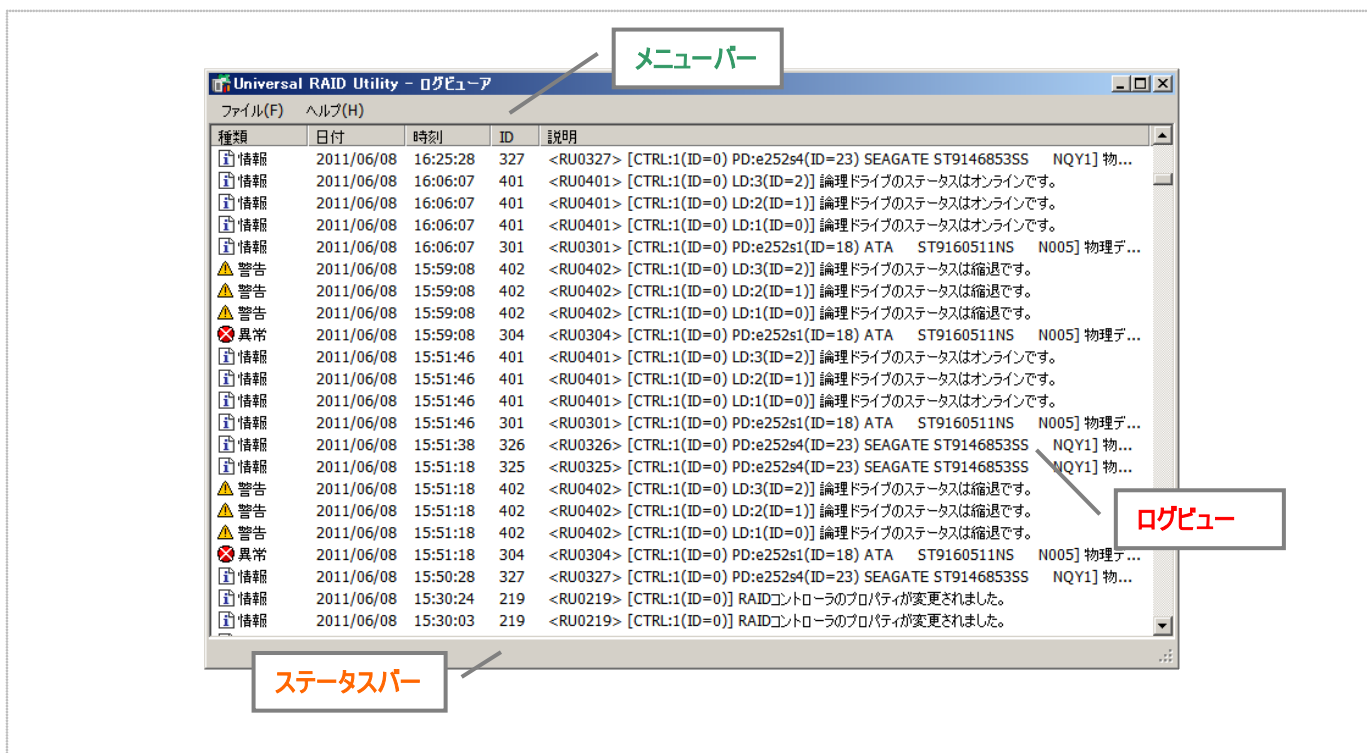 メニューバー
Universal RAID Utility - ログビューア
ファイル(F) ヘルプ(H)
種類 日付 時刻 ID 説明
情報 2011/06/08 16:25:28 327 <RU0327> [CTRL:1(ID=0) PD:e252s4(ID=23) SEAGATE ST9146853SS NQY1] 物...
情報 2011/06/08 16:06:07 401 <RU0401> [CTRL:1(ID=0) LD:3(ID=2)] 論理ドライブのステータスはオンラインです。
情報 2011/06/08 16:06:07 401 <RU0401> [CTRL:1(ID=0) LD:2(ID=1)] 論理ドライブのステータスはオンラインです。
情報 2011/06/08 16:06:07 401 <RU0401> [CTRL:1(ID=0) LD:1(ID=0)] 論理ドライブのステータスはオンラインです。
情報 2011/06/08 16:06:07 301 <RU0301> [CTRL:1(ID=0) PD:e252s1(ID=18) ATA ST9160511NS N005] 物理デ...
警告 2011/06/08 15:59:08 402 <RU0402> [CTRL:1(ID=0) LD:3(ID=2)] 論理ドライブのステータスは縮退です。
警告 2011/06/08 15:59:08 402 <RU0402> [CTRL:1(ID=0) LD:2(ID=1)] 論理ドライブのステータスは縮退です。
警告 2011/06/08 15:59:08 402 <RU0402> [CTRL:1(ID=0) LD:1(ID=0)] 論理ドライブのステータスは縮退です。
異常 2011/06/08 15:59:08 304 <RU0304> [CTRL:1(ID=0) PD:e252s1(ID=18) ATA ST9160511NS N005] 物理デ...
情報 2011/06/08 15:51:46 401 <RU0401> [CTRL:1(ID=0) LD:3(ID=2)] 論理ドライブのステータスはオンラインです。
情報 2011/06/08 15:51:46 401 <RU0401> [CTRL:1(ID=0) LD:2(ID=1)] 論理ドライブのステータスはオンラインです。
情報 2011/06/08 15:51:46 401 <RU0401> [CTRL:1(ID=0) LD:1(ID=0)] 論理ドライブのステータスはオンラインです。
情報 2011/06/08 15:51:46 301 <RU0301> [CTRL:1(ID=0) PD:e252s1(ID=18) ATA ST9160511NS N005] 物理デ...
情報 2011/06/08 15:51:38 326 <RU0326> [CTRL:1(ID=0) PD:e252s4(ID=23) SEAGATE ST9146853SS NQY1] 物...
情報 2011/06/08 15:51:18 325 <RU0325> [CTRL:1(ID=0) PD:e252s4(ID=23) SEAGATE ST9146853SS NQY1] 物...
警告 2011/06/08 15:51:18 402 <RU0402> [CTRL:1(ID=0) LD:3(ID=2)] 論理ドライブのステータスは縮退です。
警告 2011/06/08 15:51:18 402 <RU0402> [CTRL:1(ID=0) LD:2(ID=1)] 論理ドライブのステータスは縮退です。
警告 2011/06/08 15:51:18 402 <RU0402> [CTRL:1(ID=0) LD:1(ID=0)] 論理ドライブのステータスは縮退です。
異常 2011/06/08 15:51:18 304 <RU0304> [CTRL:1(ID=0) PD:e252s1(ID=18) ATA ST9160511NS N005] 物理デ...
情報 2011/06/08 15:50:28 327 <RU0327> [CTRL:1(ID=0) PD:e252s4(ID=23) SEAGATE ST9146853SS NQY1] 物...
情報 2011/06/08 15:30:24 219 <RU0219> [CTRL:1(ID=0)] RAIDコントローラのプロパティが変更されました。
情報 2011/06/08 15:30:03 219 <RU0219> [CTRL:1(ID=0)] RAIDコントローラのプロパティが変更されました。
ログビュー
ステータスバー